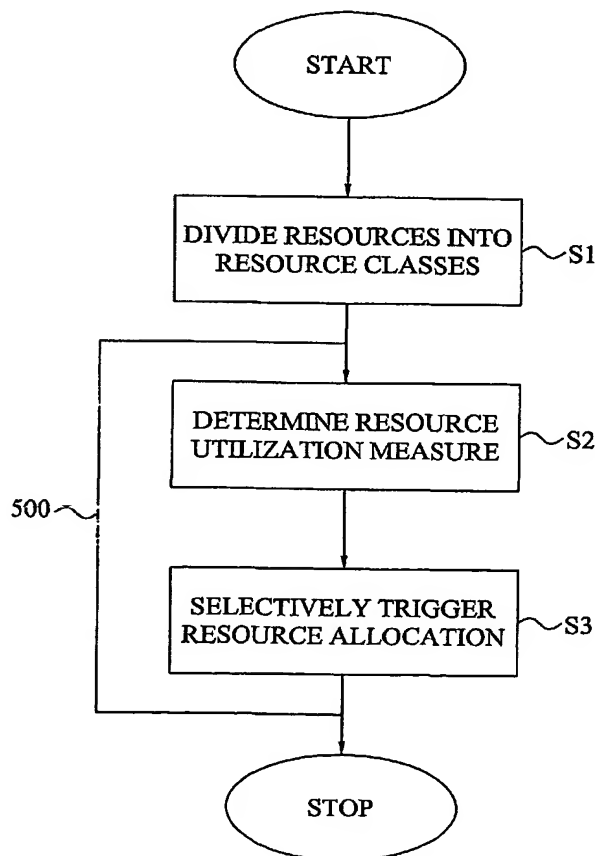 START
DIVIDE RESOURCES INTO
RESOURCE CLASSES
S1
DETERMINE RESOURCE
UTILIZATION MEASURE
S2
500
SELECTIVELY TRIGGER
RESOURCE ALLOCATION
S3
STOP